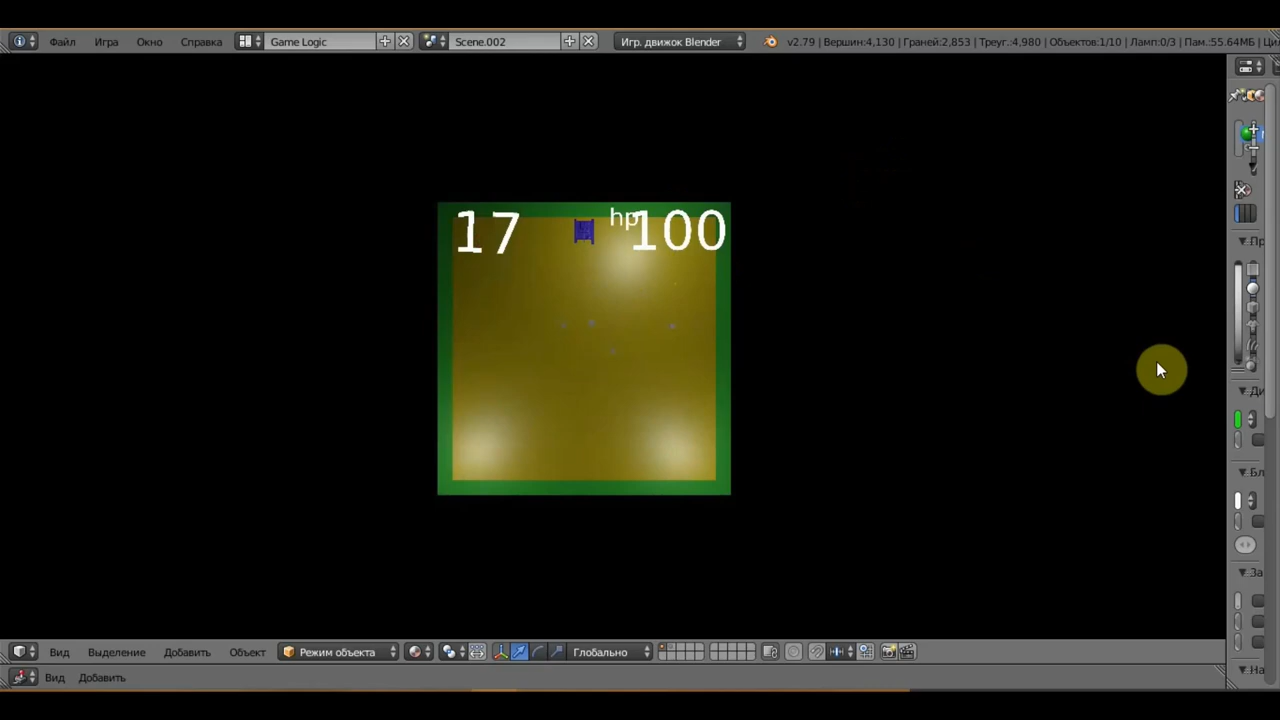 Файл Игра Окно Справка Game Logic Scene.002 Игр. движок Blender v2.79 | Вершин:4,130 | Граней:2,853 | Треуг.:4,980 | Объектов:1/10 | Ламп:0/3 | Пам.:55.64МБ |
17 hp 100
Вид Выделение Добавить Объект Режим объекта Глобально
Вид Добавить